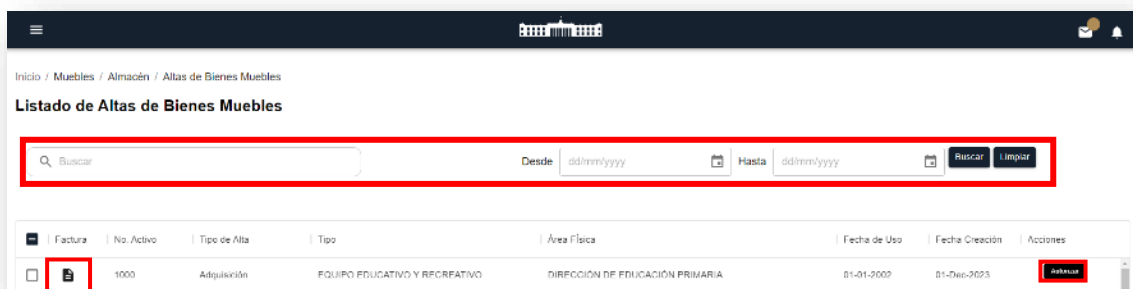 Inicio / Muebles / Almacén / Altas de Bienes Muebles
Listado de Altas de Bienes Muebles
Buscar Desde dd/mm/yyyy Hasta dd/mm/yyyy Buscar Limpiar
Factura No. Activo Tipo de Alta Tipo Área Física Fecha de Uso Fecha Creación Acciones
1000 Adquisición EQUIPO EDUCATIVO Y RECREATIVO DIRECCIÓN DE EDUCACIÓN PRIMARIA 01-01-2002 01-Dec-2023 Autorizar